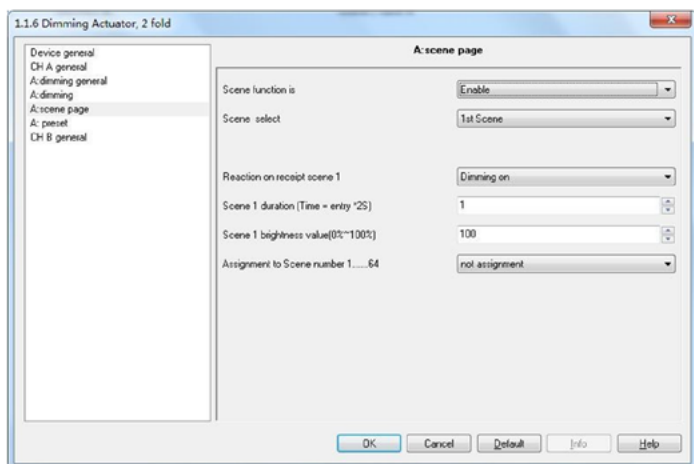 1.1.6 Dimming Actuator, 2 fold
Device general
CH A general
A:dimming general
A:dimming
A:scene page
A: preset
CH B general
A:scene page
Scene function is
Enable
Scene select
1st Scene
Reaction on receipt scene 1
Dimming on
Scene 1 duration (Time = entry *2S)
1
Scene 1 brightness value(0%~100%)
100
Assignment to Scene number 1......64
not assignment
OK
Cancel
Default
Info
Help